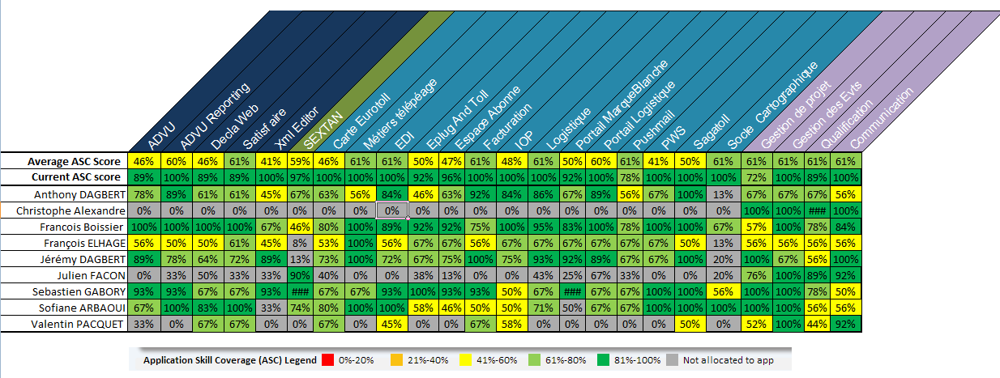 ADVU
ADVU Reporting
Decla Web
Satisf aire
Xml Editor
SEXTAN
Carte Eurotoll
Métiers télépéage
EDI
Eplug And Toll
Espace Abonne
Facturation
IOP
Logistique
Portail MarqueBlanche
Portail Logistique
Pushmail
PWS
Sagatoll
Socle Cartographique
Gestion de projet
Gestion des Evts
Qualification
Communication
Average ASC Score 46% 60% 46% 61% 41% 59% 46% 61% 61% 50% 47% 61% 48% 61% 50% 60% 61% 41% 50% 61% 61% 61% 61% 61%
Current ASC score 89% 100% 89% 89% 100% 97% 100% 100% 100% 92% 96% 100% 100% 100% 92% 100% 78% 100% 100% 100% 72% 100% 89% 100%
Anthony DAGBERT 78% 89% 61% 61% 45% 67% 63% 56% 84% 46% 63% 92% 84% 86% 67% 89% 56% 67% 100% 13% 67% 67% 67% 56%
Christophe Alexandre 0% 0% 0% 0% 0% 0% 0% 0% 0% 0% 0% 0% 0% 0% 0% 0% 0% 0% 0% 0% 100% 100% ### 100%
Francois Boissier 100% 100% 100% 100% 67% 46% 80% 100% 89% 92% 92% 75% 100% 95% 83% 100% 78% 100% 100% 67% 57% 100% 78% 84%
François ELHAGE 56% 50% 50% 61% 45% 8% 53% 100% 56% 67% 67% 56% 67% 67% 67% 67% 67% 67% 50% 13% 56% 56% 56% 56%
Jérémy DAGBERT 89% 78% 64% 72% 89% 13% 73% 100% 72% 67% 75% 100% 75% 93% 92% 89% 67% 67% 100% 20% 100% 67% 56% 100%
Julien FACON 0% 33% 50% 33% 33% 90% 40% 0% 0% 38% 13% 0% 0% 43% 25% 67% 33% 0% 0% 20% 76% 100% 89% 92%
Sebastien GABORY 93% 93% 67% 67% 93% ### 67% 67% 93% 100% 93% 93% 50% 67% ### 67% 67% 100% 100% 56% 100% 100% 78% 50%
Sofiane ARBAOUI 67% 100% 83% 100% 33% 74% 80% 100% 100% 58% 46% 50% 50% 71% 50% 67% 67% 100% 100% 100% 100% 100% 56% 56%
Valentin PACQUET 33% 0% 67% 67% 0% 0% 67% 0% 45% 0% 0% 67% 58% 0% 0% 0% 0% 0% 50% 0% 52% 100% 44% 92%
Application Skill Coverage (ASC) Legend 0%-20% 21%-40% 41%-60% 61%-80% 81%-100% Not allocated to app